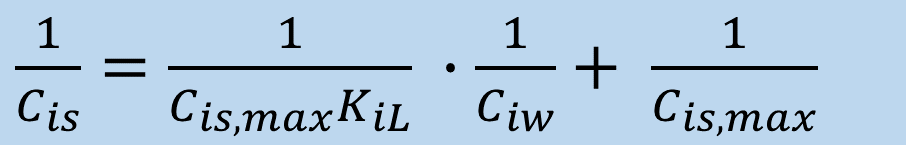 1/C_is = 1/(C_is,max K_iL) · 1/C_iw + 1/C_is,max